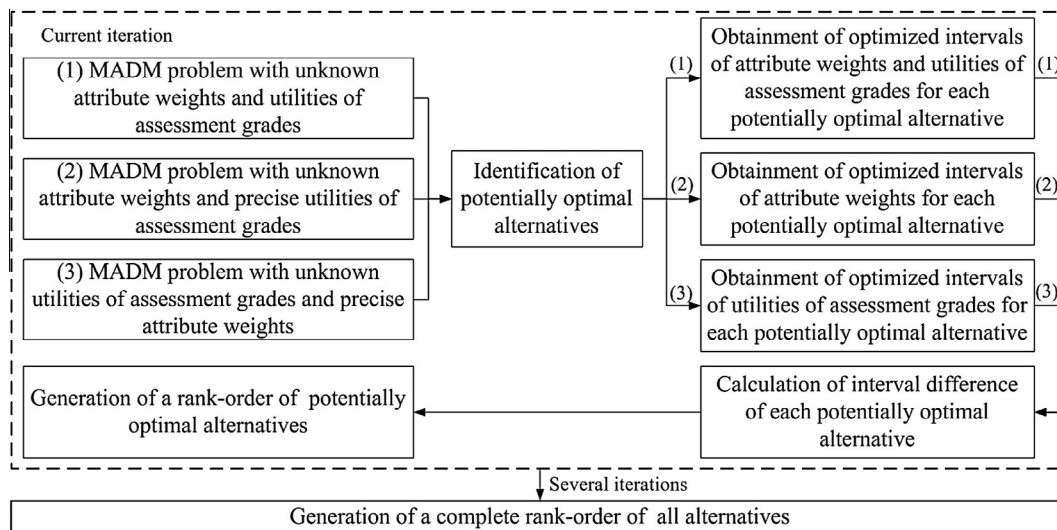 Current iteration
(1) MADM problem with unknown
attribute weights and utilities of
assessment grades
(2) MADM problem with unknown
attribute weights and precise utilities of
assessment grades
(3) MADM problem with unknown
utilities of assessment grades and precise
attribute weights
Identification of
potentially optimal
alternatives
(1)
Obtainment of optimized intervals
of attribute weights and utilities of
assessment grades for each
potentially optimal alternative
(1)
(2)
Obtainment of optimized intervals
of attribute weights for each
potentially optimal alternative
(2)
(3)
Obtainment of optimized intervals
of utilities of assessment grades for
each potentially optimal alternative
(3)
Calculation of interval difference
of each potentially optimal
alternative
Generation of a rank-order of potentially
optimal alternatives
Several iterations
Generation of a complete rank-order of all alternatives